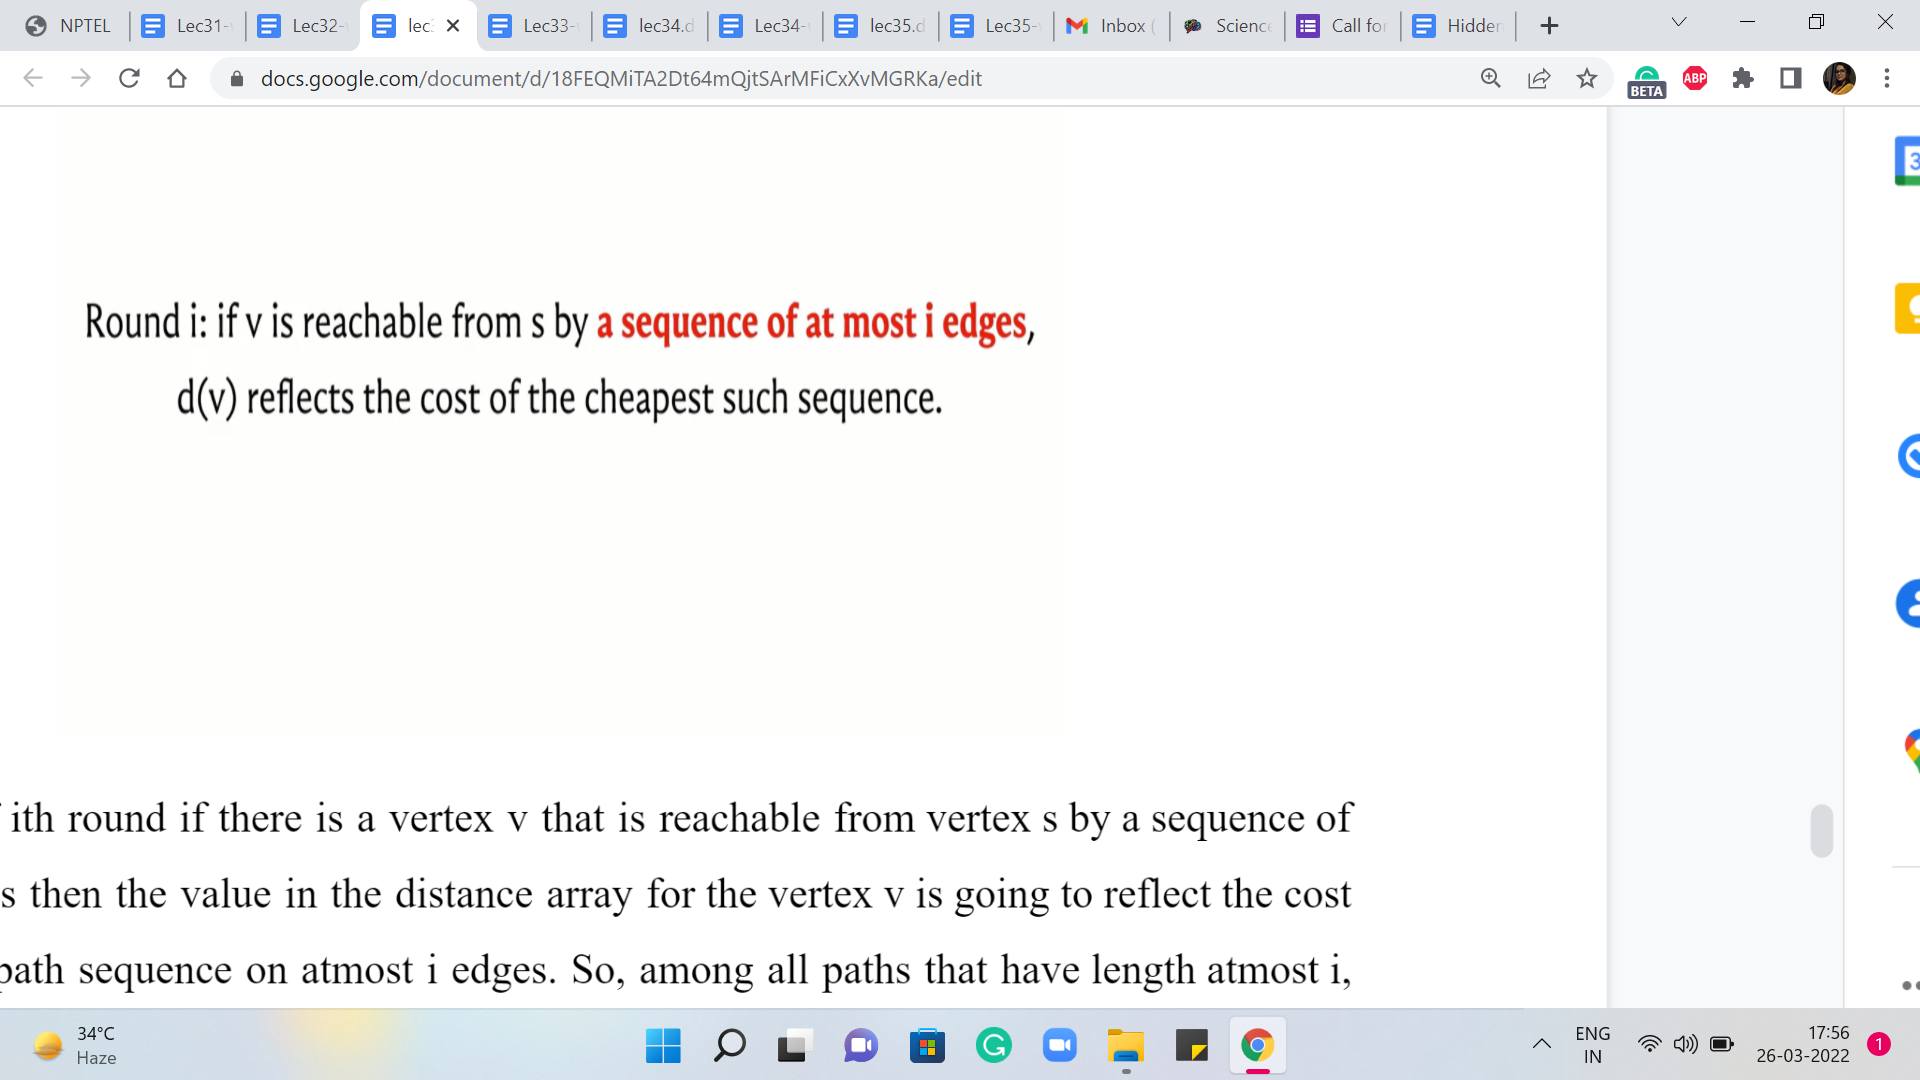 NPTEL Lec31- Lec32- lec3 Lec33- lec34.d Lec34- lec35.d Lec35- Inbox ( Science Call for Hidden
docs.google.com/document/d/18FEQMiTA2Dt64mQjtSArMFiCxXvMGRKa/edit
BETA ABP
3
Round i: if v is reachable from s by a sequence of at most i edges,
d(v) reflects the cost of the cheapest such sequence.
ith round if there is a vertex v that is reachable from vertex s by a sequence of
s then the value in the distance array for the vertex v is going to reflect the cost
path sequence on atmost i edges. So, among all paths that have length atmost i,
34°C
Haze
ENG
IN
17:56
26-03-2022
1